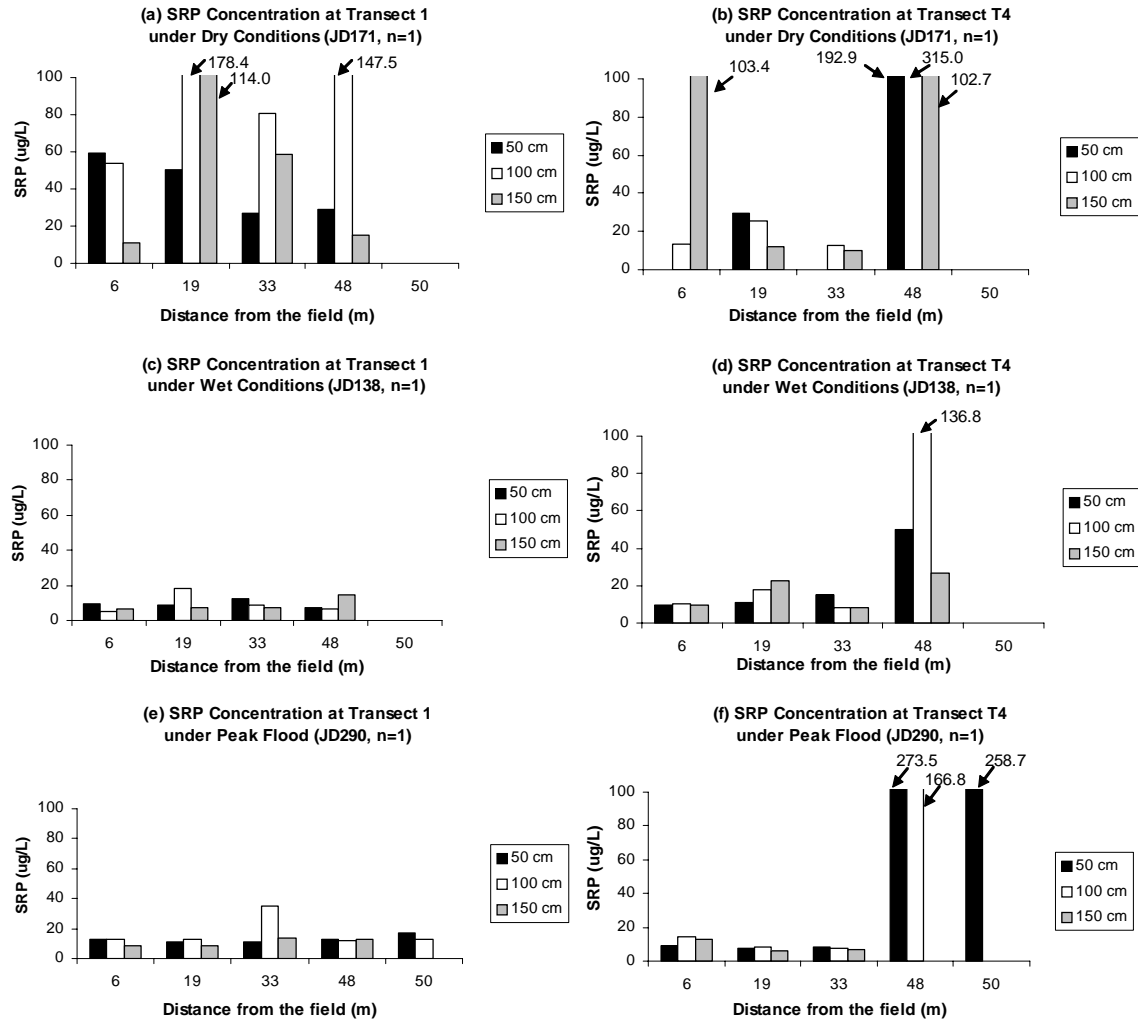 (a) SRP Concentration at Transect 1
under Dry Conditions (JD171, n=1)
178.4
114.0
147.5
100
80
60
40
20
0
SRP (ug/L)
50 cm
100 cm
150 cm
6 19 33 48 50
Distance from the field (m)
(b) SRP Concentration at Transect T4
under Dry Conditions (JD171, n=1)
103.4
192.9
315.0
102.7
100
80
60
40
20
0
SRP (ug/L)
50 cm
100 cm
150 cm
6 19 33 48 50
Distance from the field (m)
(c) SRP Concentration at Transect 1
under Wet Conditions (JD138, n=1)
100
80
60
40
20
0
SRP (ug/L)
50 cm
100 cm
150 cm
6 19 33 48 50
Distance from the field (m)
(d) SRP Concentration at Transect T4
under Wet Conditions (JD138, n=1)
136.8
100
80
60
40
20
0
SRP (ug/L)
50 cm
100 cm
150 cm
6 19 33 48 50
Distance from the field (m)
(e) SRP Concentration at Transect 1
under Peak Flood (JD290, n=1)
100
80
60
40
20
0
SRP (ug/L)
50 cm
100 cm
150 cm
6 19 33 48 50
Distance from the field (m)
(f) SRP Concentration at Transect T4
under Peak Flood (JD290, n=1)
273.5
166.8
258.7
100
80
60
40
20
0
SRP (ug/L)
50 cm
100 cm
150 cm
6 19 33 48 50
Distance from the field (m)